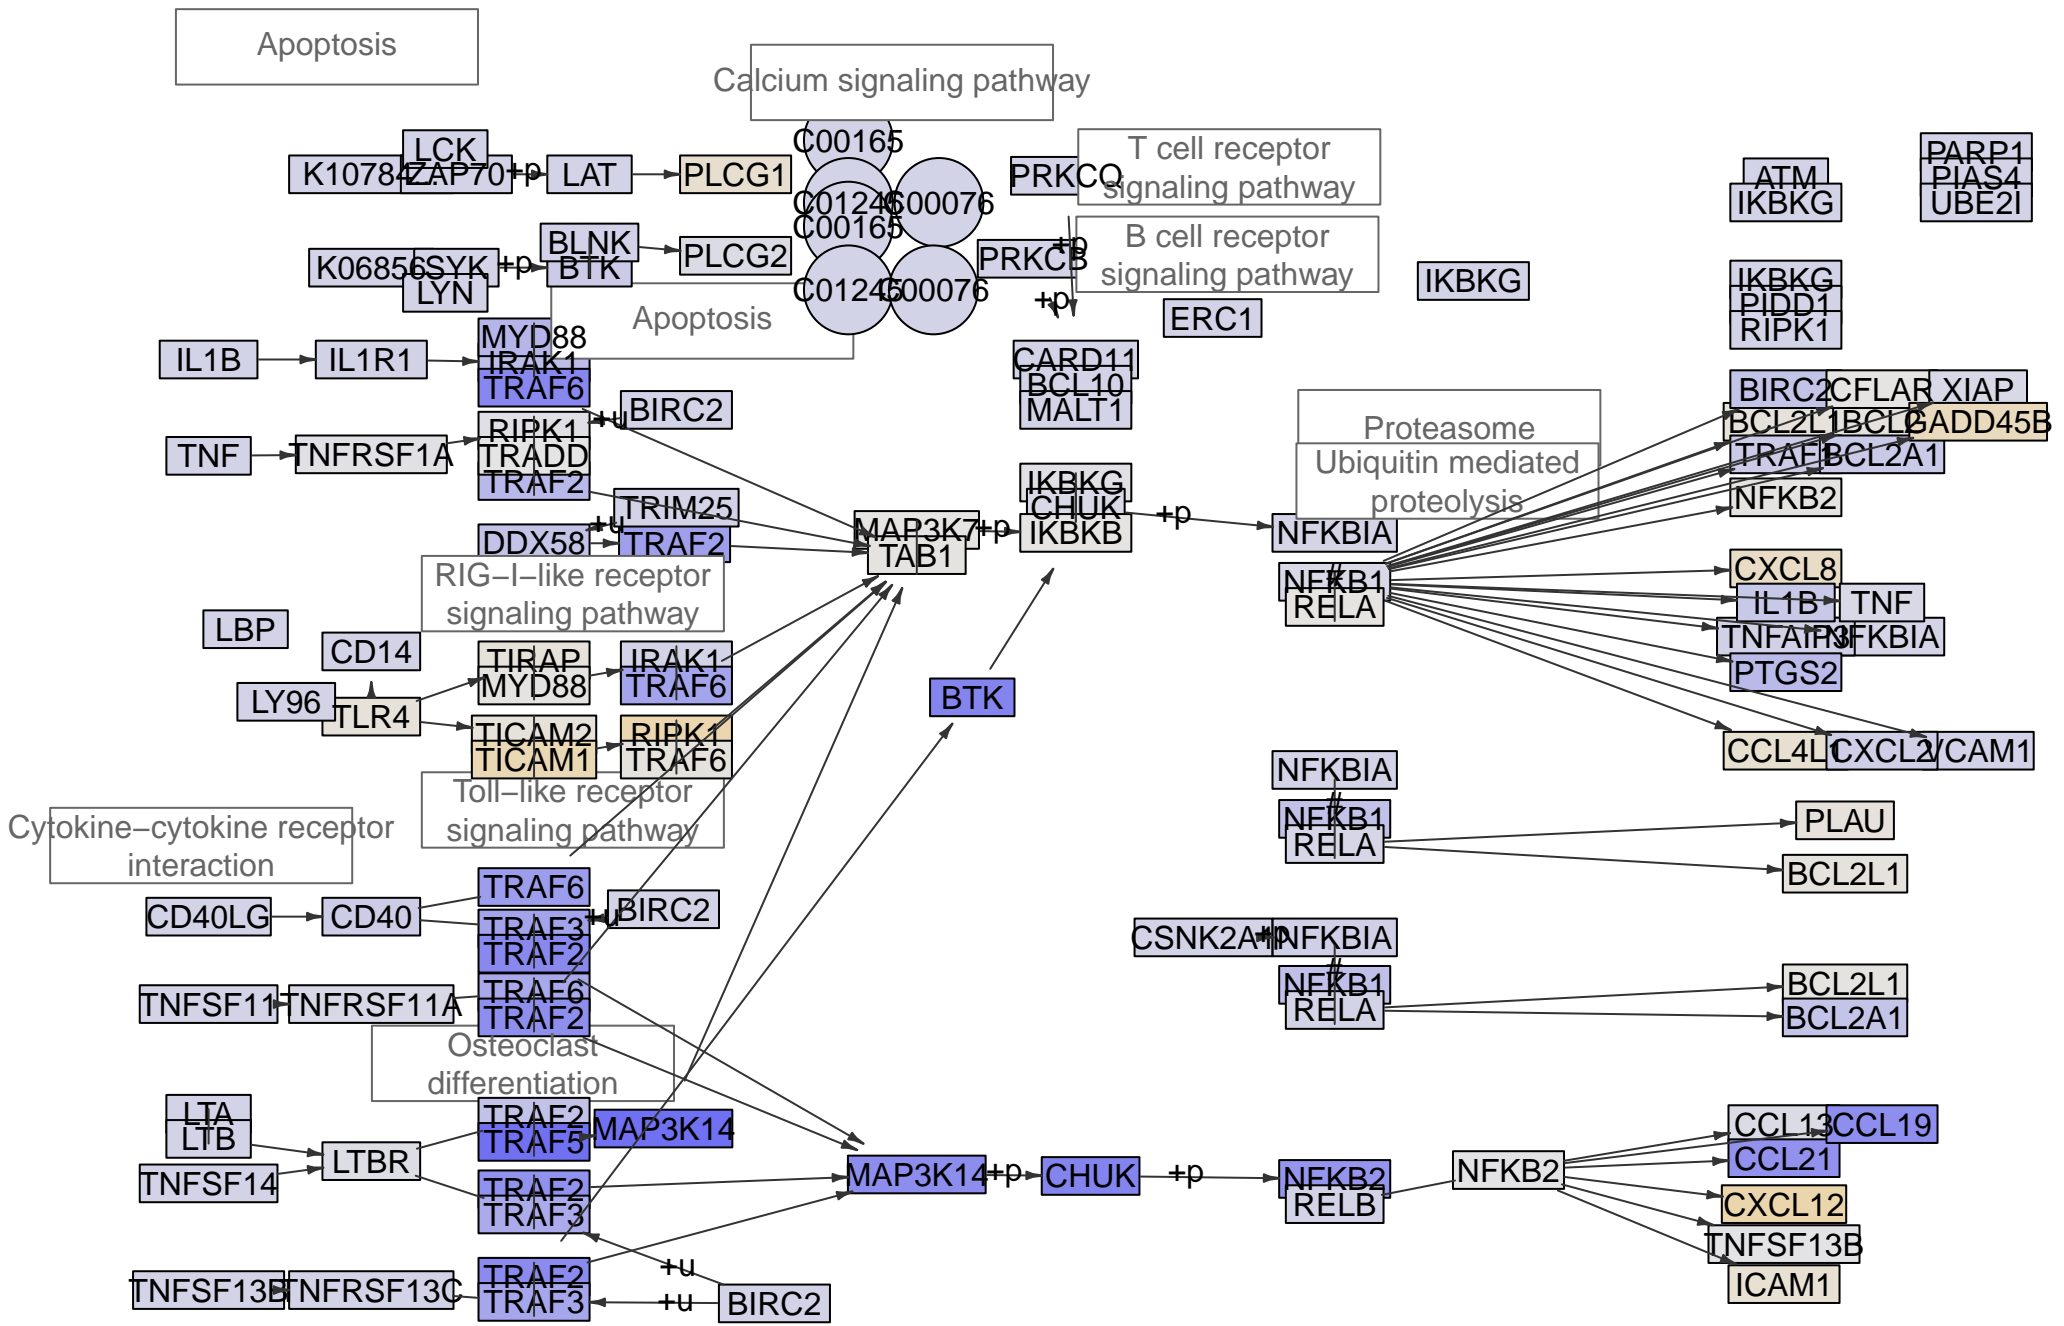 Apoptosis
Calcium signaling pathway
T cell receptor
signaling pathway
B cell receptor
signaling pathway
LCK
K10784
ZAP70
+p
LAT
PLCG1
C00165
C01245
C00076
C00165
C01245
C00076
PRKCQ
PRKCB
+p
+p
K06856
SYK
LYN
+p
BLNK
BTK
PLCG2
Apoptosis
ERC1
IKBKG
ATM
IKBKG
PARP1
PIAS4
UBE2I
IKBKG
PIDD1
RIPK1
IL1B
IL1R1
MYD88
IRAK1
TRAF6
CARD11
BCL10
MALT1
BIRC2
+u
TNF
TNFRSF1A
RIPK1
TRADD
TRAF2
Proteasome
Ubiquitin mediated
proteolysis
BIRC2
CFLAR
XIAP
BCL2L1
BCL2
GADD45B
TRAF1
BCL2A1
NFKB2
TRIM25
+u
DDX58
TRAF2
MAP3K7
TAB1
+p
IKBKG
CHUK
IKBKB
+p
NFKBIA
NFKB1
RELA
RIG-I-like receptor
signaling pathway
CXCL8
IL1B
TNF
TNFAIP3
NFKBIA
PTGS2
LBP
CD14
LY96
TLR4
TIRAP
MYD88
IRAK1
TRAF6
TICAM2
TICAM1
RIPK1
TRAF6
BTK
CCL4L1
CXCL2
VCAM1
Toll-like receptor
signaling pathway
Cytokine-cytokine receptor
interaction
NFKBIA
NFKB1
RELA
PLAU
BCL2L1
CD40LG
CD40
TRAF6
TRAF3
TRAF2
+u
BIRC2
CSNK2A1
+p
NFKBIA
NFKB1
RELA
BCL2L1
BCL2A1
TNFSF11
TNFRSF11A
TRAF6
TRAF2
Osteoclast
differentiation
LTA
LTB
TNFSF14
LTBR
TRAF2
TRAF5
MAP3K14
TRAF2
TRAF3
MAP3K14
+p
CHUK
+p
NFKB2
RELB
NFKB2
CCL13
CCL19
CCL21
CXCL12
TNFSF13B
ICAM1
TNFSF13B
TNFRSF13C
TRAF2
TRAF3
+u
+u
BIRC2